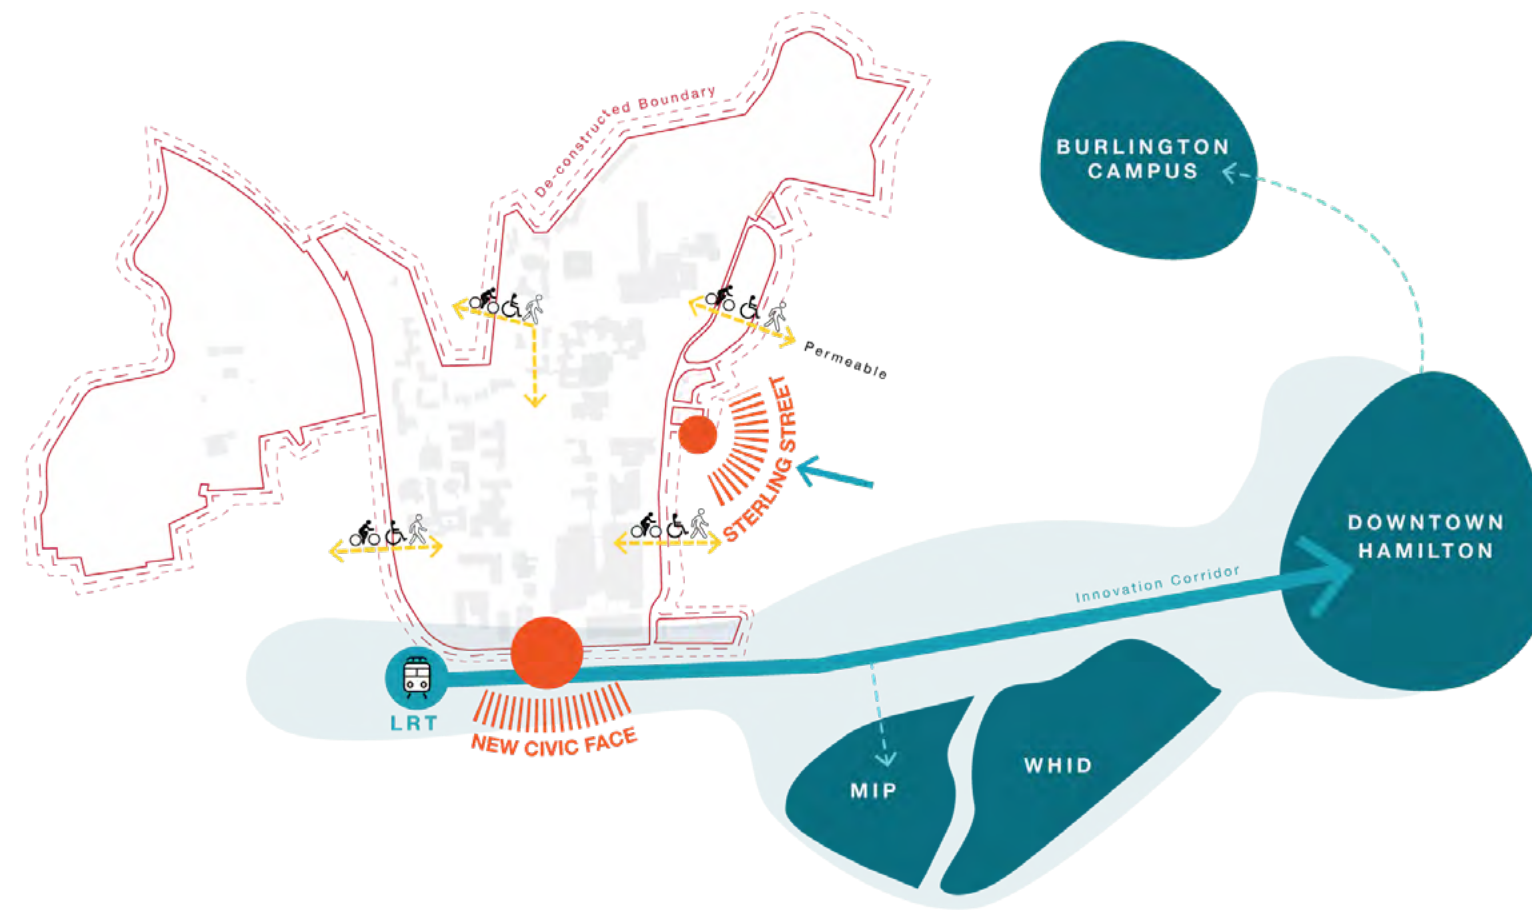 De-constructed Boundary
BURLINGTON
CAMPUS
Permeable
STERLING STREET
DOWNTOWN
HAMILTON
Innovation Corridor
LRT
NEW CIVIC FACE
MIP
WHID